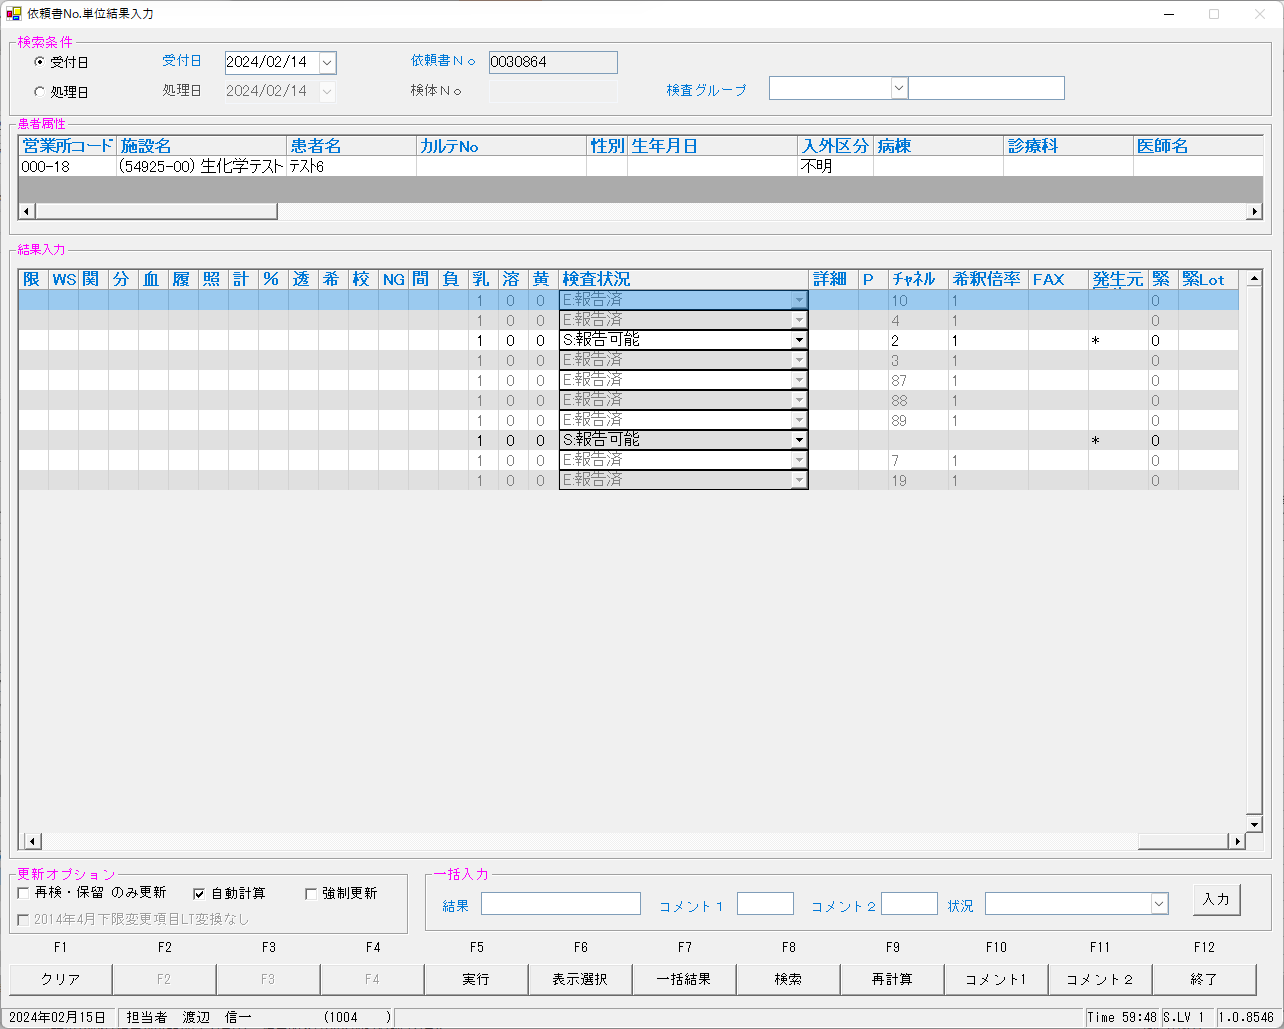 依頼書No.単位結果入力
検索条件
受付日 受付日 2024/02/14 依頼書No 0030864
処理日 処理日 2024/02/14 検体No 検査グループ
患者属性
営業所コード 施設名 患者名 カルテNo 性別 生年月日 入外区分 病棟 診療科 医師名
000-18 (54925-00) 生化学テスト テスト6 不明
結果入力
限 WS 関 分 血 履 照 計 % 透 希 校 NG 間 負 乳 溶 黄 検査状況 詳細 P チャネル 希釈倍率 FAX 発生元 緊 緊Lot
1 0 0 E:報告済 10 1 0
1 0 0 E:報告済 4 1 0
1 0 0 S:報告可能 2 1 * 0
1 0 0 E:報告済 3 1 0
1 0 0 E:報告済 87 1 0
1 0 0 E:報告済 88 1 0
1 0 0 E:報告済 89 1 0
1 0 0 S:報告可能 * 0
1 0 0 E:報告済 7 1 0
1 0 0 E:報告済 19 1 0
更新オプション 一括入力
再検・保留 のみ更新 自動計算 強制更新
結果 コメント1 コメント2 状況 入力
2014年4月下限変更項目LT変換なし
F1 F2 F3 F4 F5 F6 F7 F8 F9 F10 F11 F12
クリア F2 F3 F4 実行 表示選択 一括結果 検索 再計算 コメント1 コメント2 終了
2024年02月15日 担当者 渡辺 信一 (1004 ) Time 59:48 S.LV 1 1.0.8546